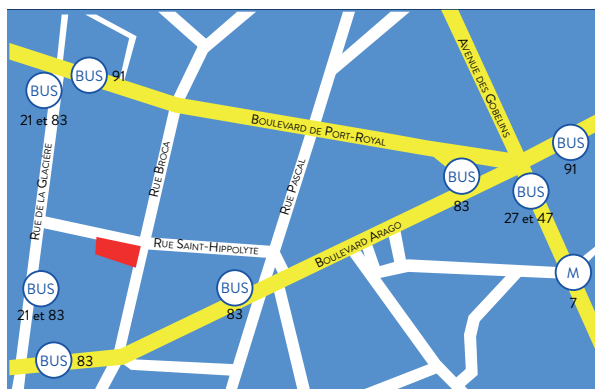 AVENUE DES GOBELINS
BUS 91
BUS
21 et 83
BOULEVARD DE PORT-ROYAL
BUS
91
RUE DE LA GLACIÈRE
RUE BROCA
RUE PASCAL
BUS
83
BUS
27 et 47
RUE SAINT-HIPPOLYTE
BOULEVARD ARAGO
BUS
21 et 83
BUS
83
M
7
BUS 83